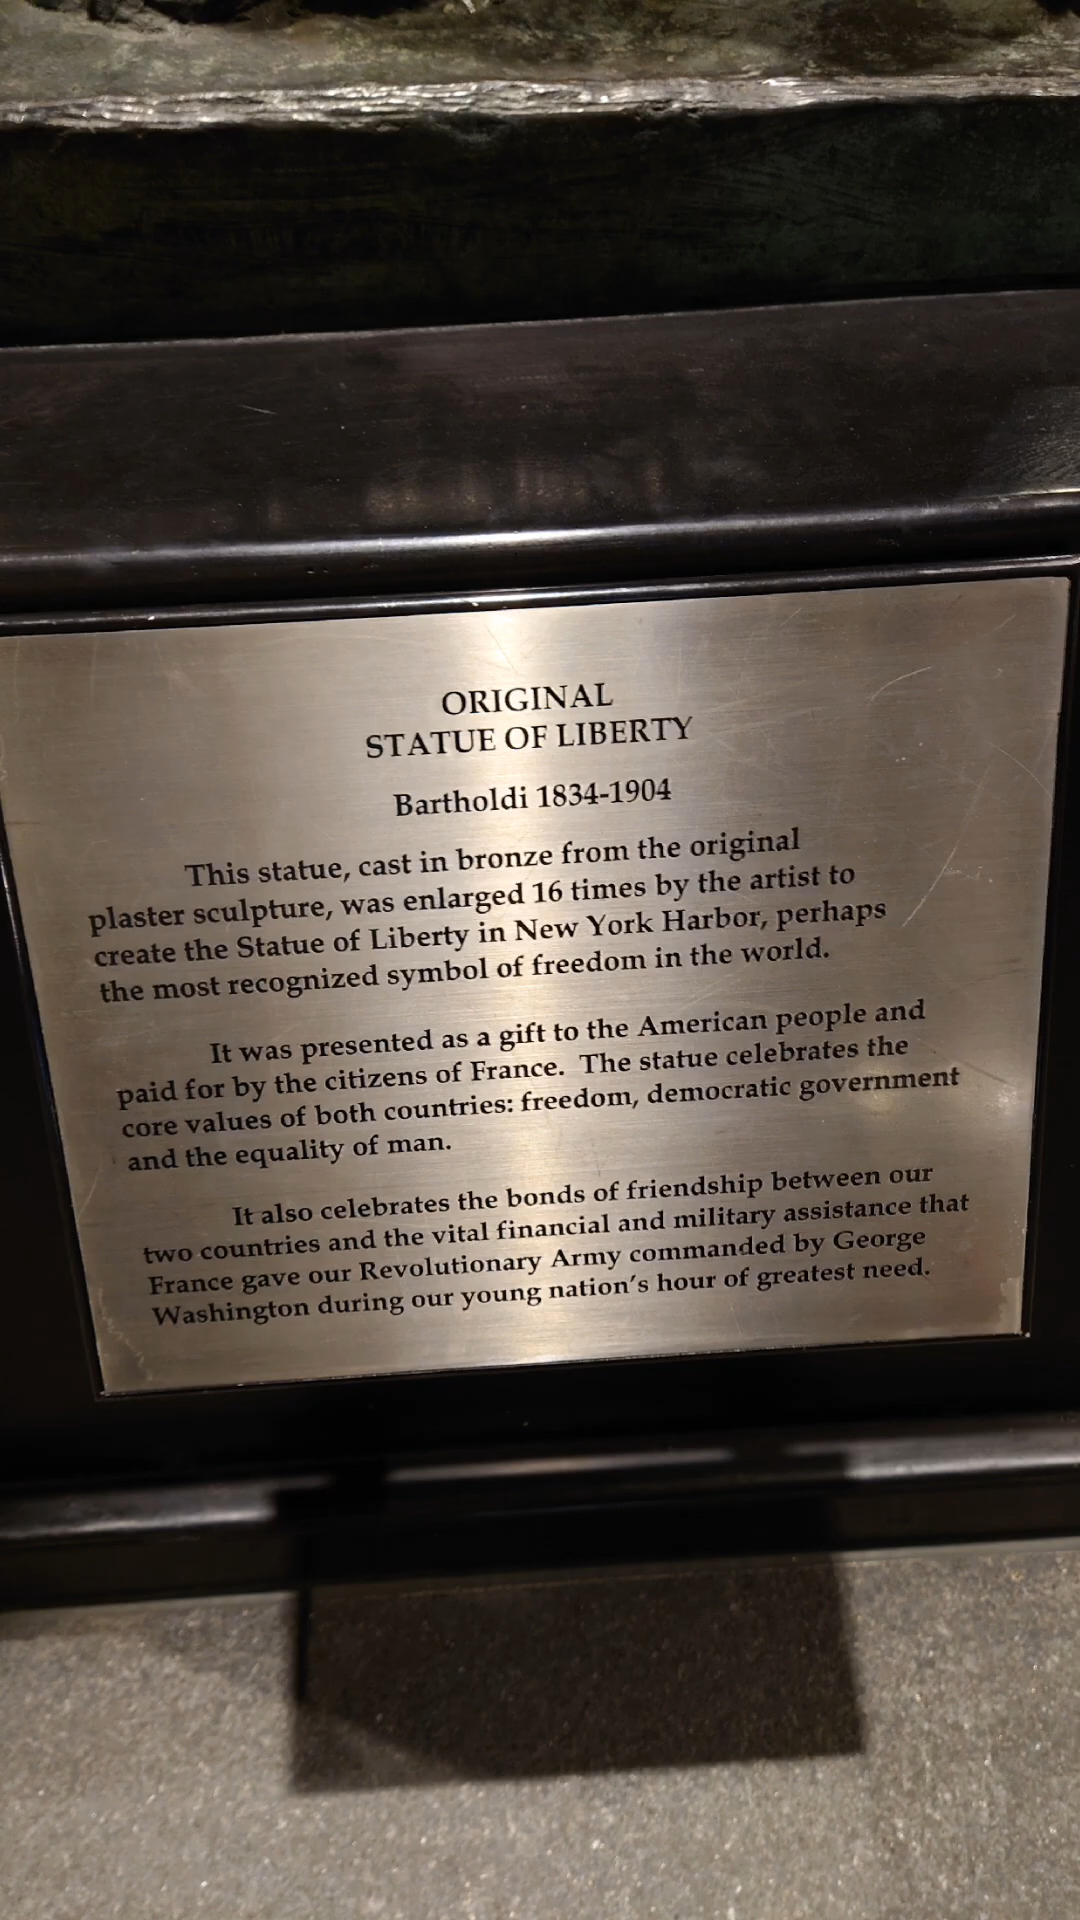 ORIGINAL
STATUE OF LIBERTY
Bartholdi 1834-1904
This statue, cast in bronze from the original
plaster sculpture, was enlarged 16 times by the artist to
create the Statue of Liberty in New York Harbor, perhaps
the most recognized symbol of freedom in the world.
It was presented as a gift to the American people and
paid for by the citizens of France. The statue celebrates the
core values of both countries: freedom, democratic government
and the equality of man.
It also celebrates the bonds of friendship between our
two countries and the vital financial and military assistance that
France gave our Revolutionary Army commanded by George
Washington during our young nation's hour of greatest need.